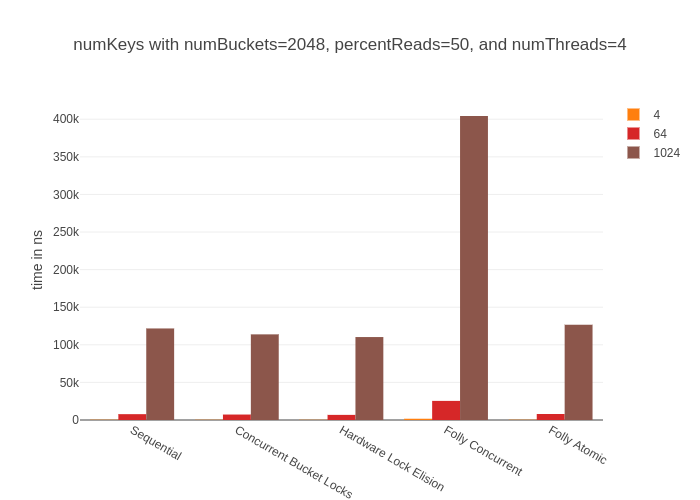 numKeys with numBuckets=2048, percentReads=50, and numThreads=4
4
64
1024
time in ns
400k
350k
300k
250k
200k
150k
100k
50k
0
Sequential
Concurrent Bucket Locks
Hardware Lock Elision
Folly Concurrent
Folly Atomic